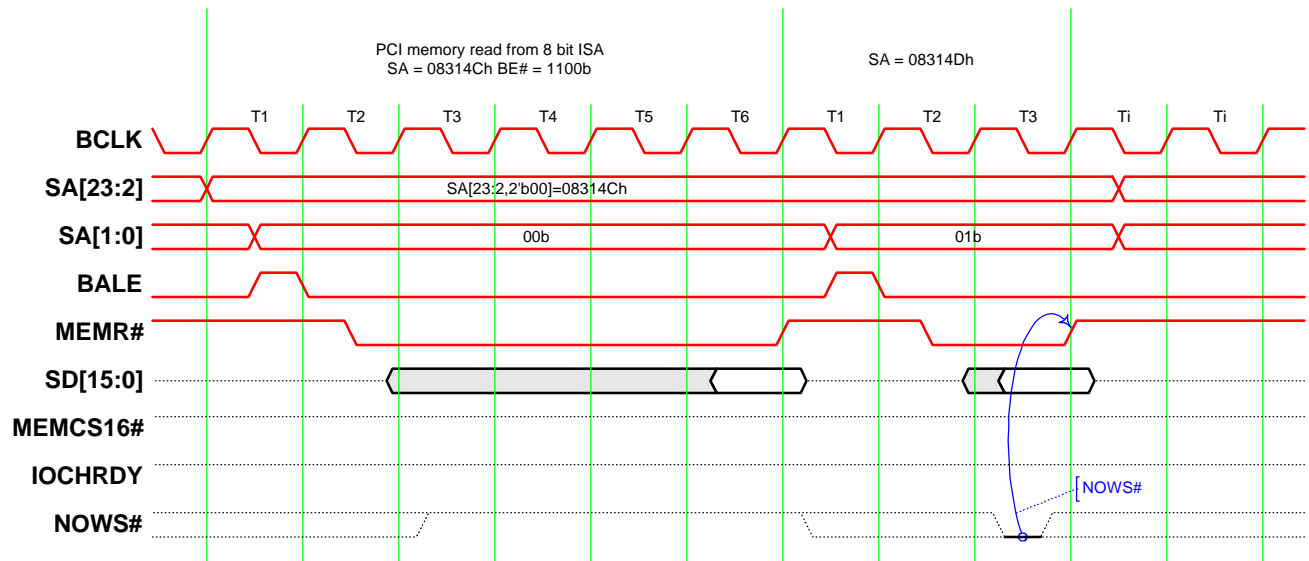 PCI memory read from 8 bit ISA
SA = 08314Ch BE# = 1100b
SA = 08314Dh
T1 T2 T3 T4 T5 T6 T1 T2 T3 Ti Ti
BCLK
SA[23:2]
SA[23:2,2'b00]=08314Ch
SA[1:0]
00b
01b
BALE
MEMR#
SD[15:0]
MEMCS16#
IOCHRDY
NOWS#
NOWS#